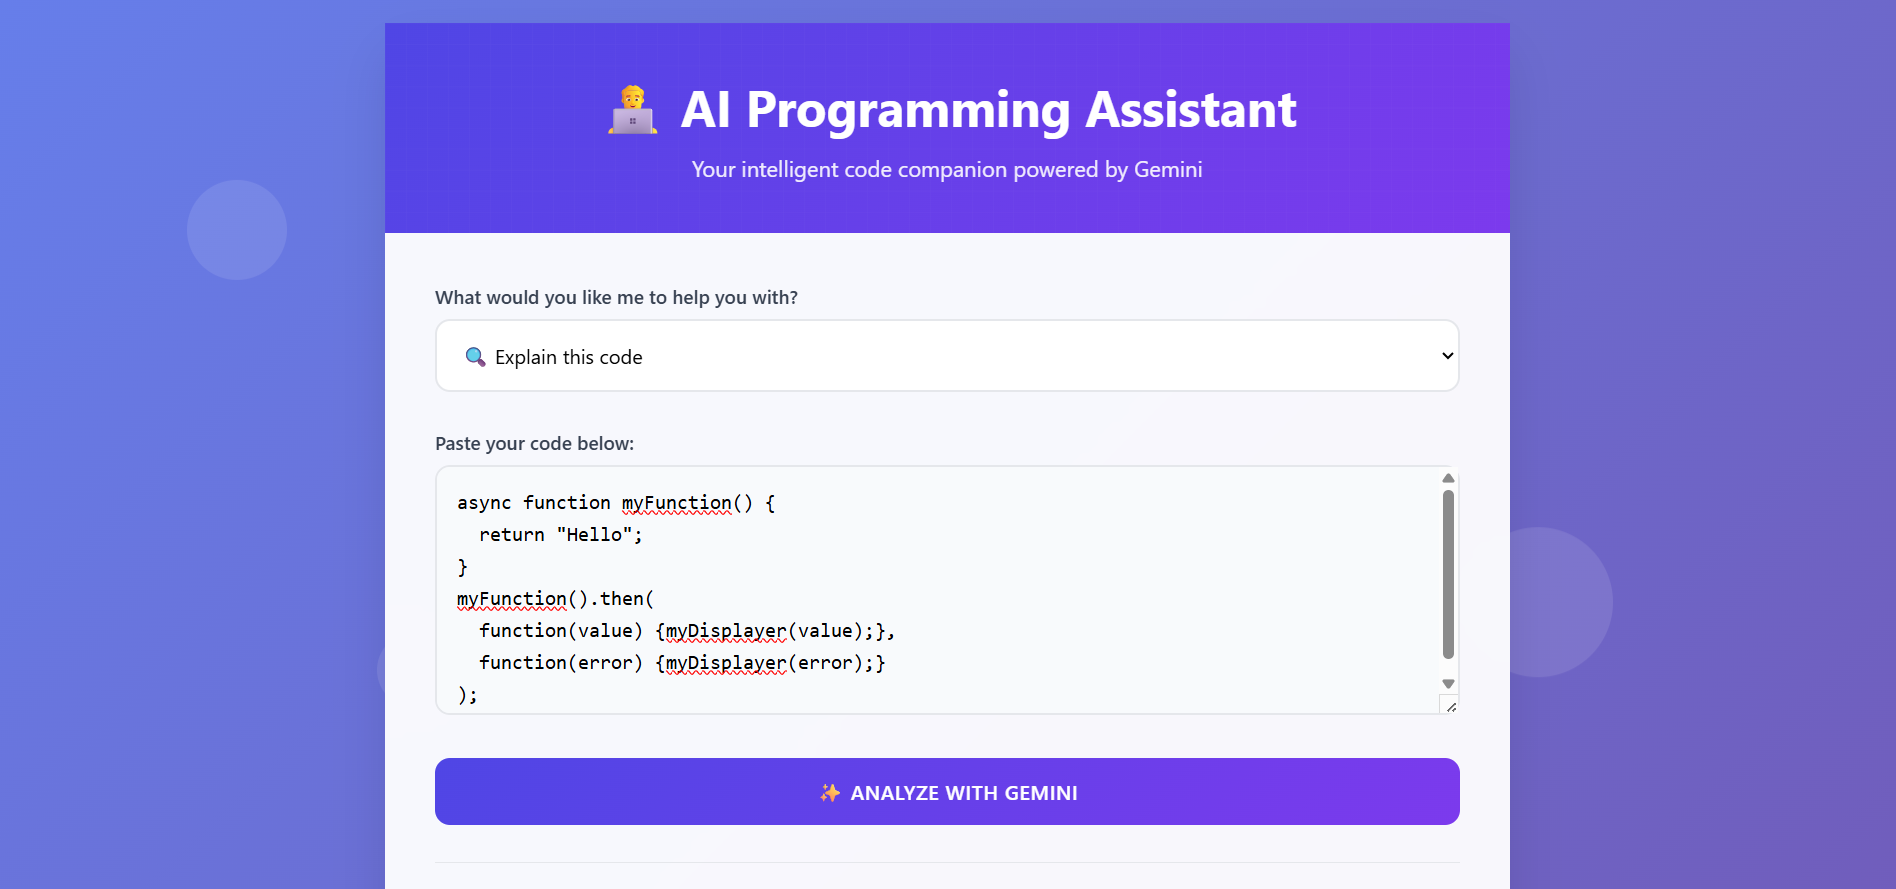 AI Programming Assistant
Your intelligent code companion powered by Gemini
What would you like me to help you with?
Explain this code
Paste your code below:
async function myFunction() {
  return "Hello";
}
myFunction().then(
  function(value) {myDisplayer(value);},
  function(error) {myDisplayer(error);}
);
ANALYZE WITH GEMINI